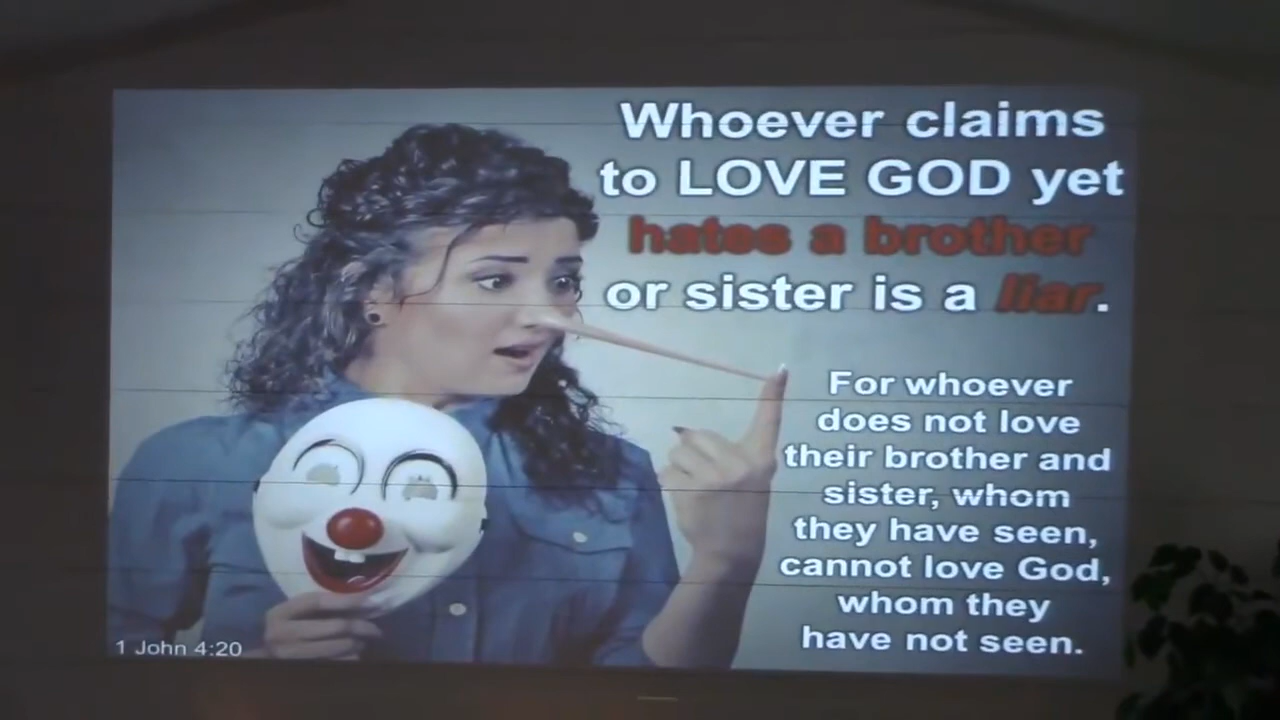 Whoever claims
to LOVE GOD yet
hates a brother
or sister is a liar.
For whoever
does not love
their brother and
sister, whom
they have seen,
cannot love God,
whom they
have not seen.
1 John 4:20